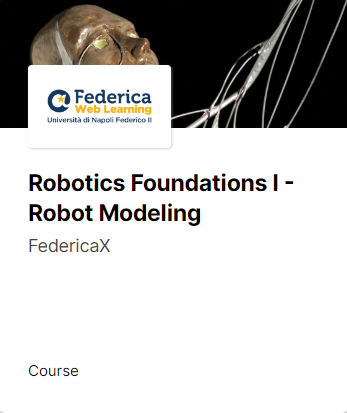 Federica
Web Learning
Università di Napoli Federico II
Robotics Foundations I -
Robot Modeling
FedericaX
Course